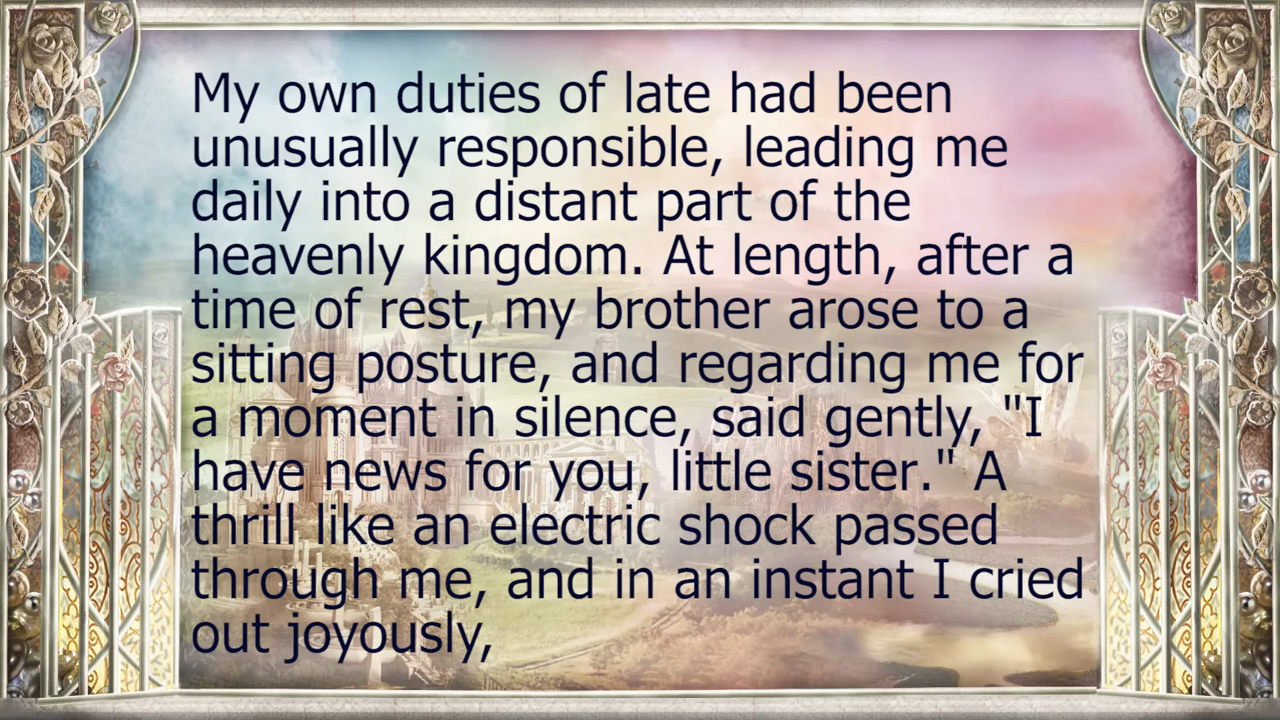 My own duties of late had been
unusually responsible, leading me
daily into a distant part of the
heavenly kingdom. At length, after a
time of rest, my brother arose to a
sitting posture, and regarding me for
a moment in silence, said gently, "I
have news for you, little sister." A
thrill like an electric shock passed
through me, and in an instant I cried
out joyously,